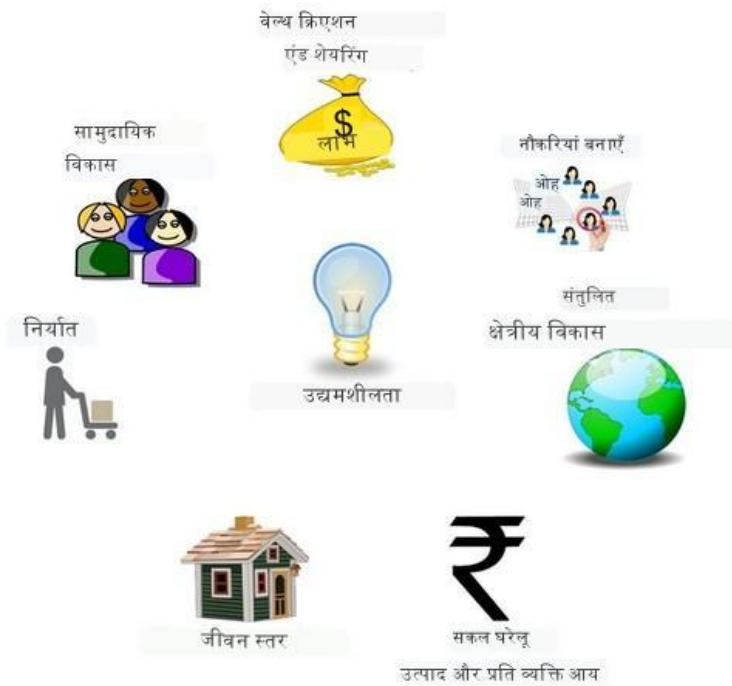 वेल्थ क्रिएशन
एंड शेयरिंग
$
लाभ
सामुदायिक
विकास
नौकरियां बनाएँ
ओह
ओह
संतुलित
क्षेत्रीय विकास
निर्यात
उद्यमशीलता
₹
जीवन स्तर
सकल घरेलू
उत्पाद और प्रति व्यक्ति आय